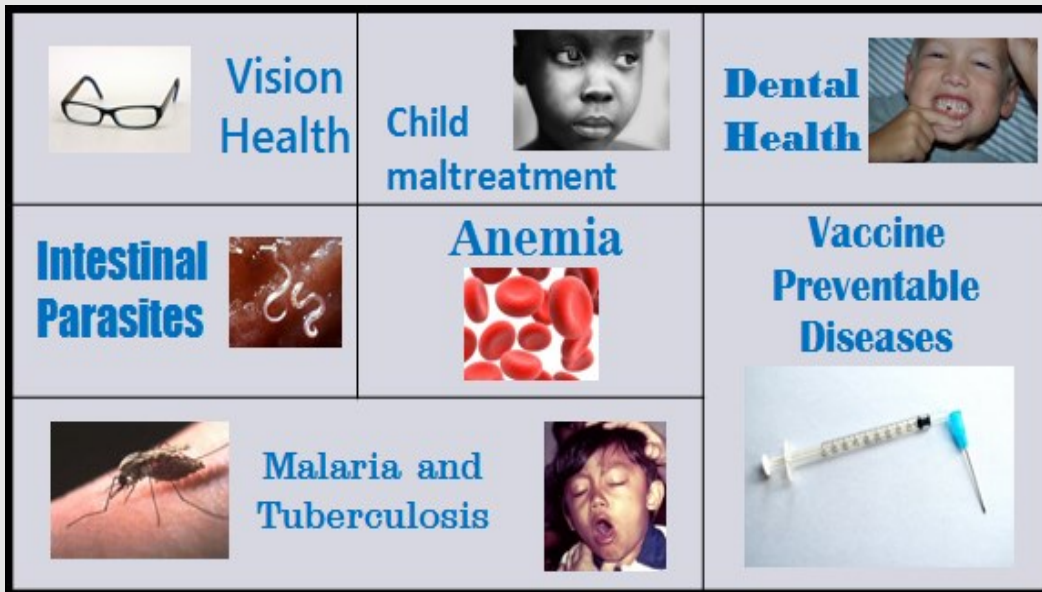 Vision
Health
Child
maltreatment
Dental
Health
Intestinal
Parasites
Anemia
Vaccine
Preventable
Diseases
Malaria and
Tuberculosis